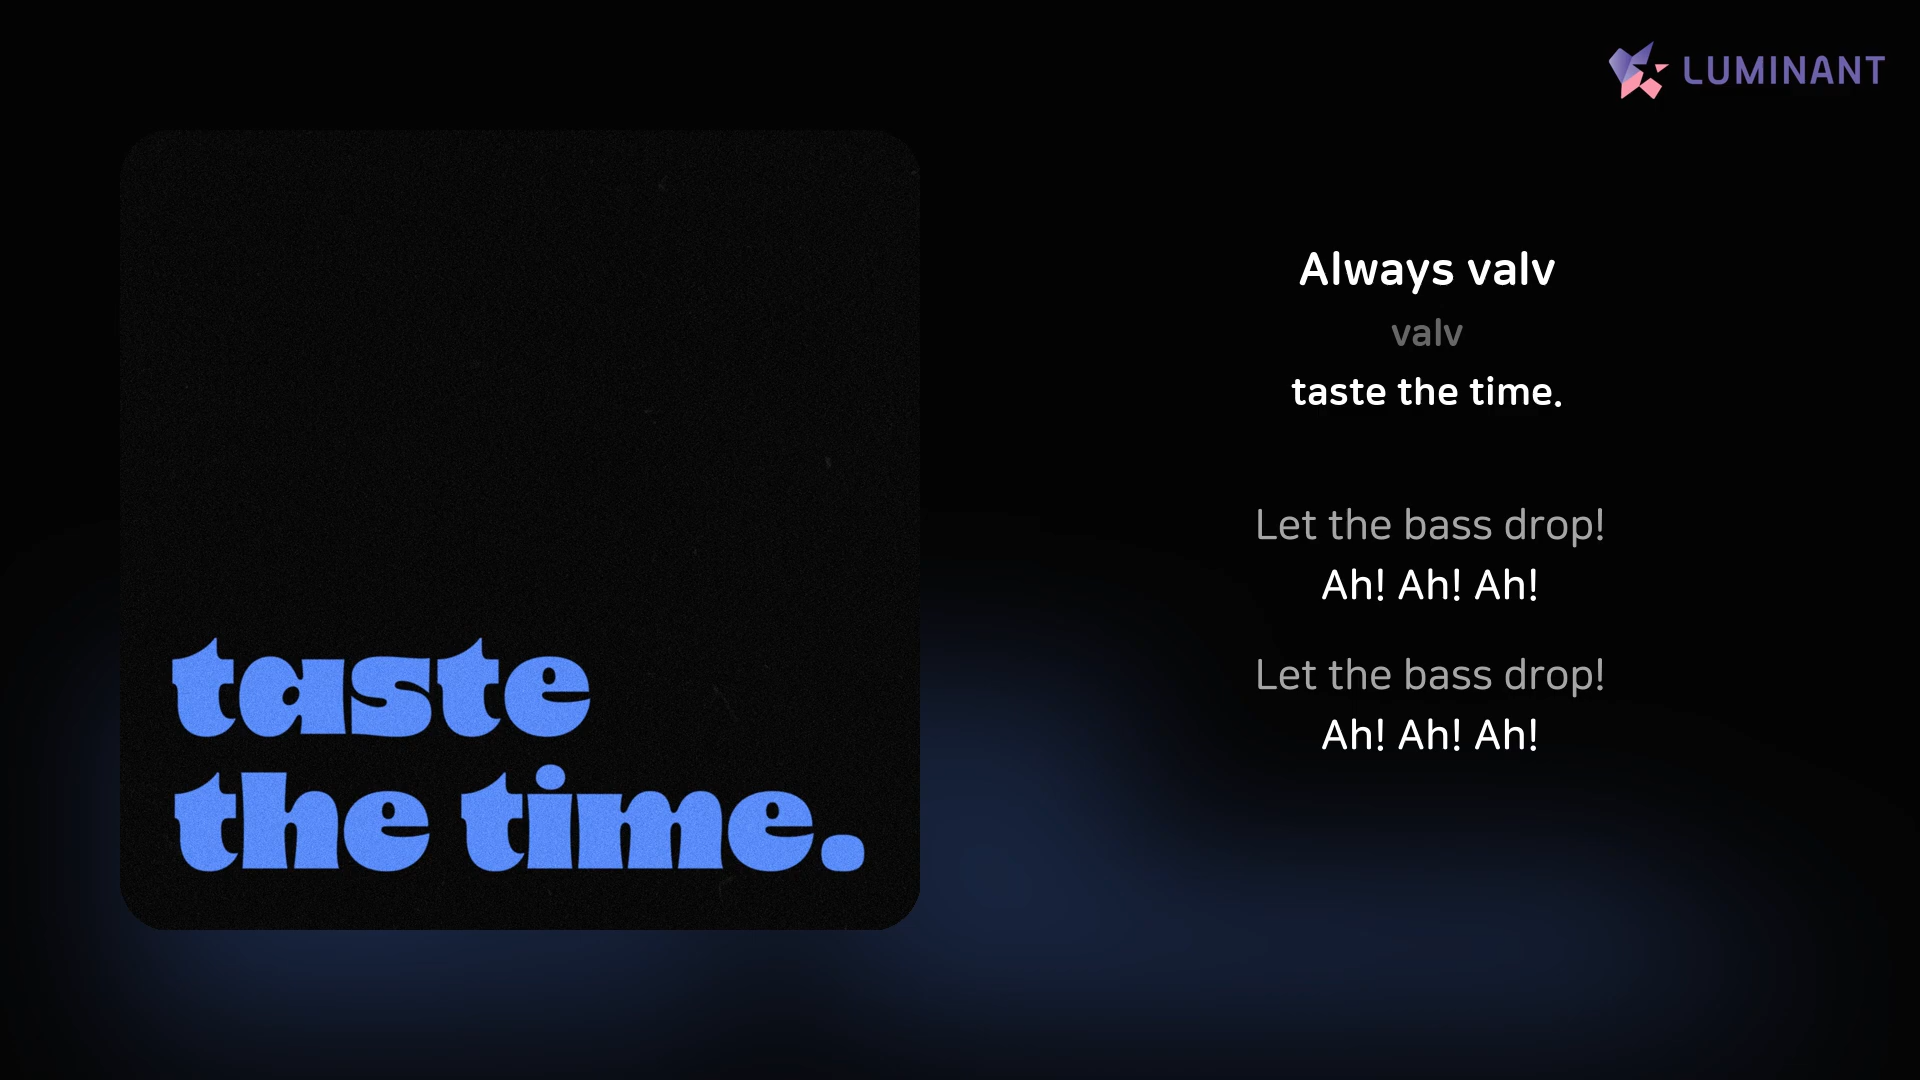 LUMINANT
taste
the time.
Always valv
valv
taste the time.
Let the bass drop!
Ah! Ah! Ah!
Let the bass drop!
Ah! Ah! Ah!